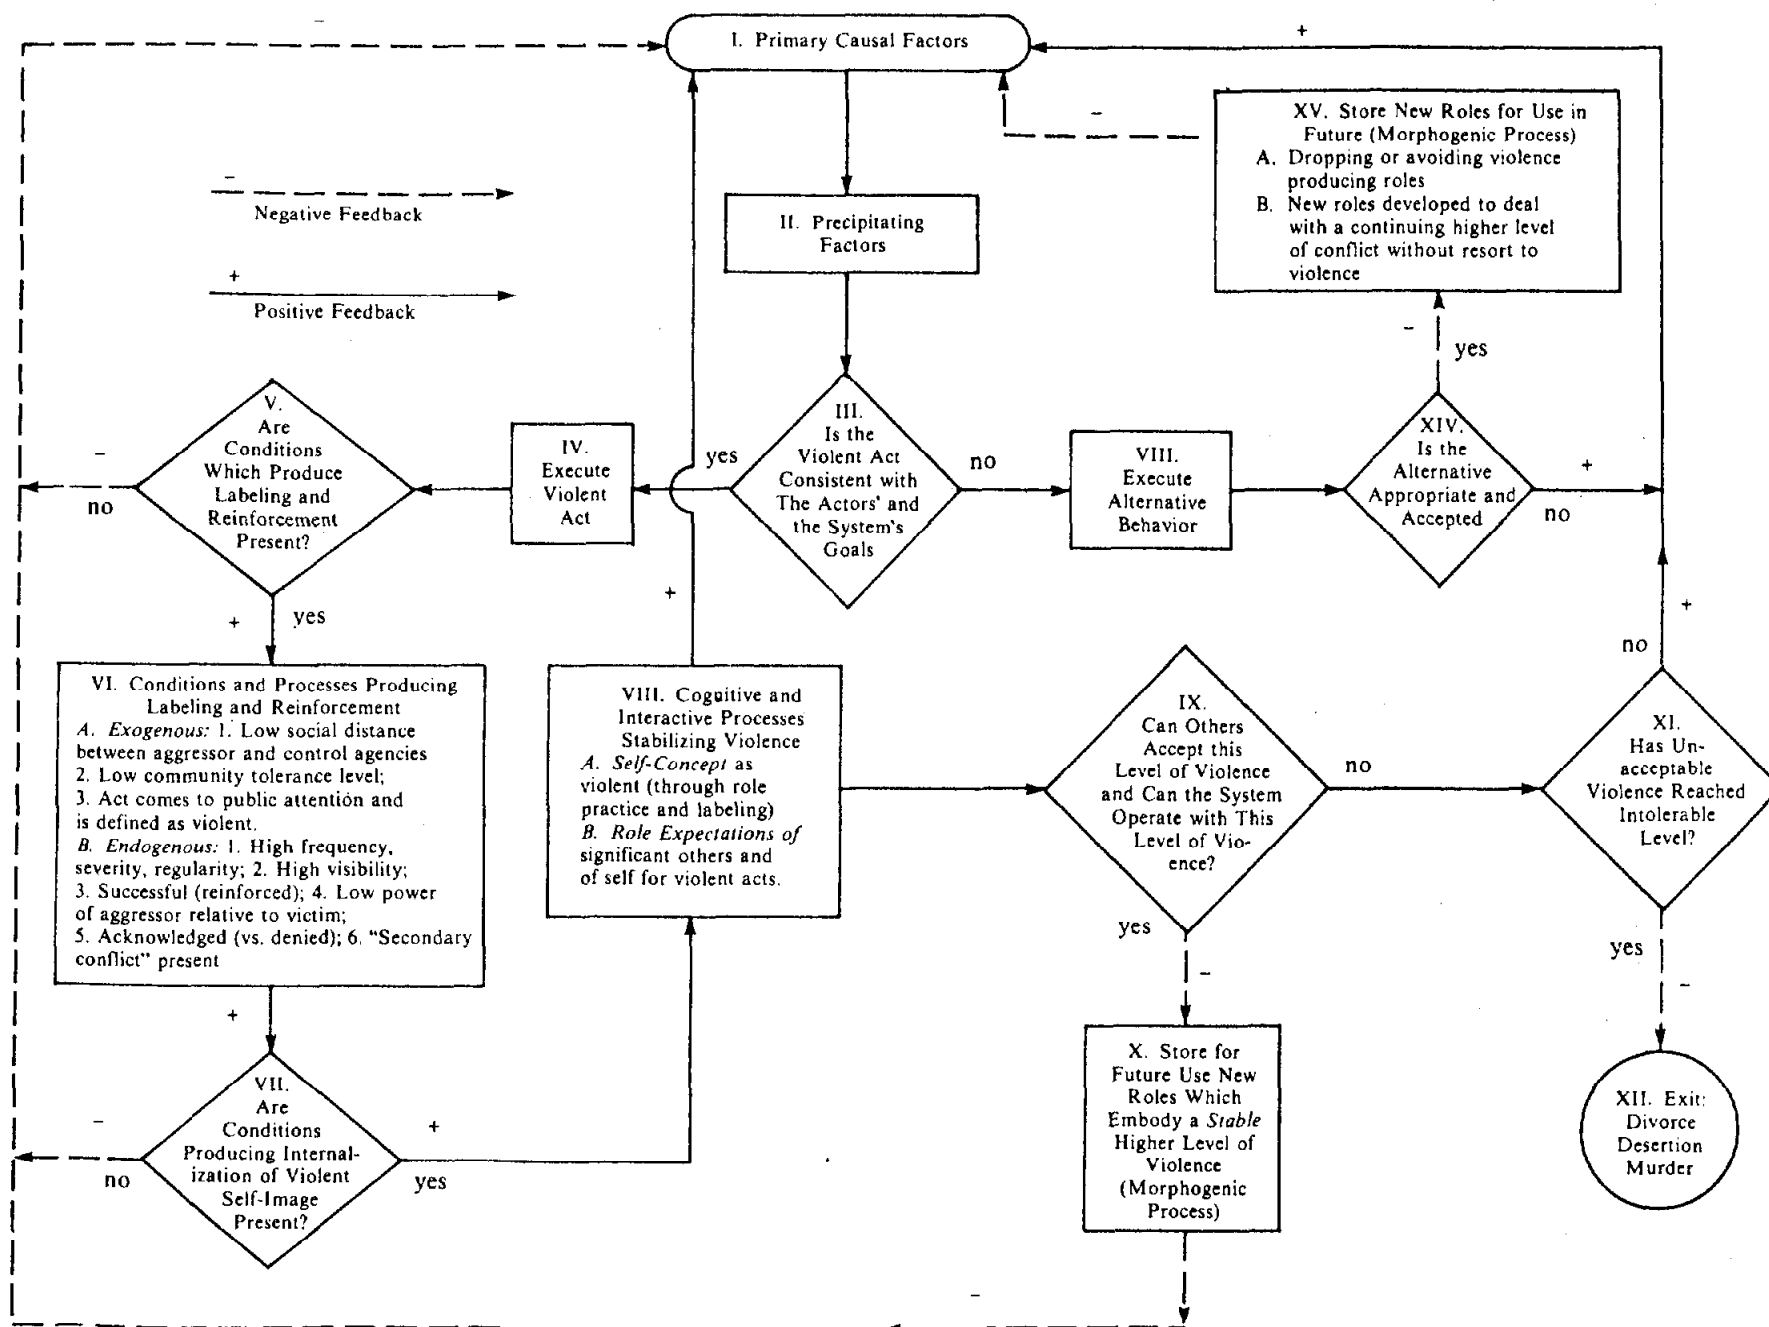 −
I. Primary Causal Factors
+
−
XV. Store New Roles for Use in
Future (Morphogenic Process)
A. Dropping or avoiding violence
producing roles
B. New roles developed to deal
with a continuing higher level
of conflict without resort to
violence
−
Negative Feedback
+
Positive Feedback
II. Precipitating
Factors
−
yes
V.
Are
Conditions
Which Produce
Labeling and
Reinforcement
Present?
−
no
+
yes
IV.
Execute
Violent
Act
yes
III.
Is the
Violent Act
Consistent with
The Actors' and
the System's
Goals
no
VIII.
Execute
Alternative
Behavior
XIV.
Is the
Alternative
Appropriate and
Accepted
+
no
VI. Conditions and Processes Producing
Labeling and Reinforcement
A. Exogenous: 1. Low social distance
between aggressor and control agencies
2. Low community tolerance level;
3. Act comes to public attention and
is defined as violent.
B. Endogenous: 1. High frequency,
severity, regularity; 2. High visibility;
3. Successful (reinforced); 4. Low power
of aggressor relative to victim;
5. Acknowledged (vs. denied); 6. "Secondary
conflict" present
+
+
VIII. Cognitive and
Interactive Processes
Stabilizing Violence
A. Self-Concept as
violent (through role
practice and labeling)
B. Role Expectations of
significant others and
of self for violent acts.
IX.
Can Others
Accept this
Level of Violence
and Can the System
Operate with This
Level of Vio-
ence?
no
yes
−
+
no
XI.
Has Un-
acceptable
Violence Reached
Intolerable
Level?
yes
−
VII.
Are
Conditions
Producing Internal-
ization of Violent
Self-Image
Present?
−
no
+
yes
X. Store for
Future Use New
Roles Which
Embody a Stable
Higher Level of
Violence
(Morphogenic
Process)
−
XII. Exit:
Divorce
Desertion
Murder